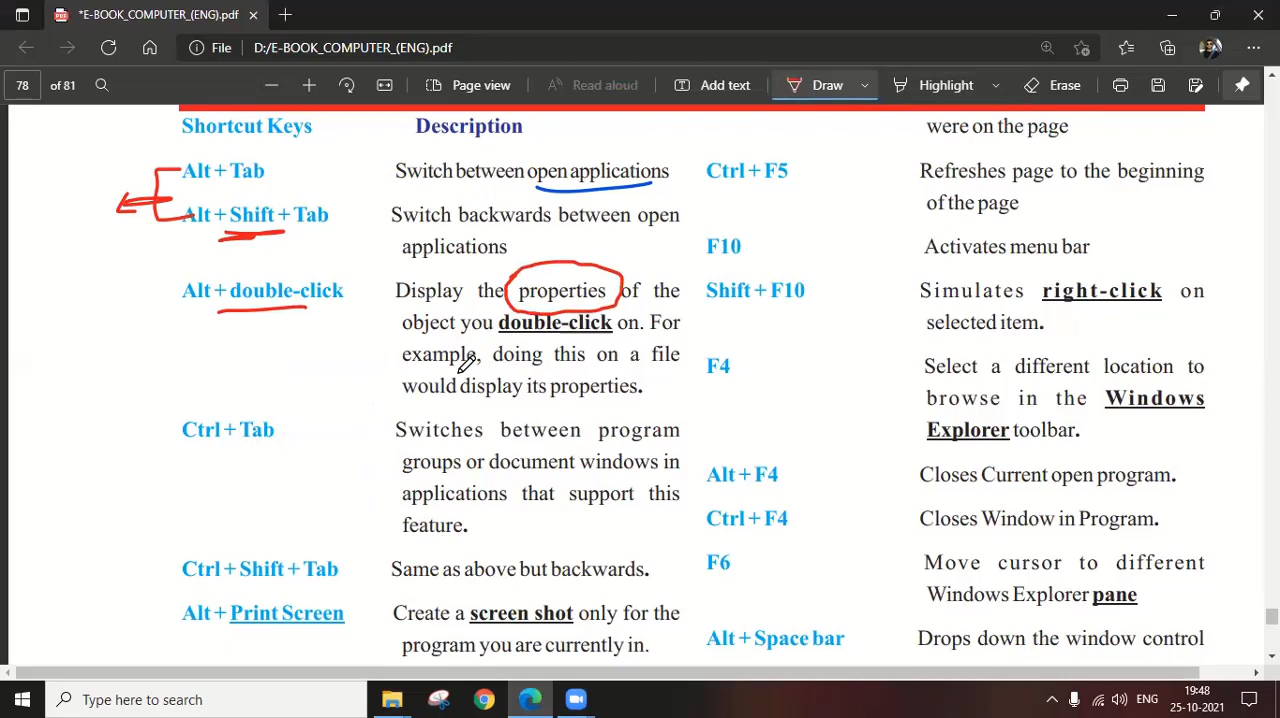 *E-BOOK_COMPUTER_(ENG).pdf
File D:/E-BOOK_COMPUTER_(ENG).pdf
78 of 81 Page view Read aloud Add text Draw Highlight Erase
Shortcut Keys Description
Alt + Tab Switch between open applications
Alt + Shift + Tab Switch backwards between open
applications
Alt + double-click Display the properties of the
object you double-click on. For
example, doing this on a file
would display its properties.
Ctrl + Tab Switches between program
groups or document windows in
applications that support this
feature.
Ctrl + Shift + Tab Same as above but backwards.
Alt + Print Screen Create a screen shot only for the
program you are currently in.
were on the page
Ctrl + F5 Refreshes page to the beginning
of the page
F10 Activates menu bar
Shift + F10 Simulates right-click on
selected item.
F4 Select a different location to
browse in the Windows
Explorer toolbar.
Alt + F4 Closes Current open program.
Ctrl + F4 Closes Window in Program.
F6 Move cursor to different
Windows Explorer pane
Alt + Space bar Drops down the window control
Type here to search
ENG
19:48
25-10-2021